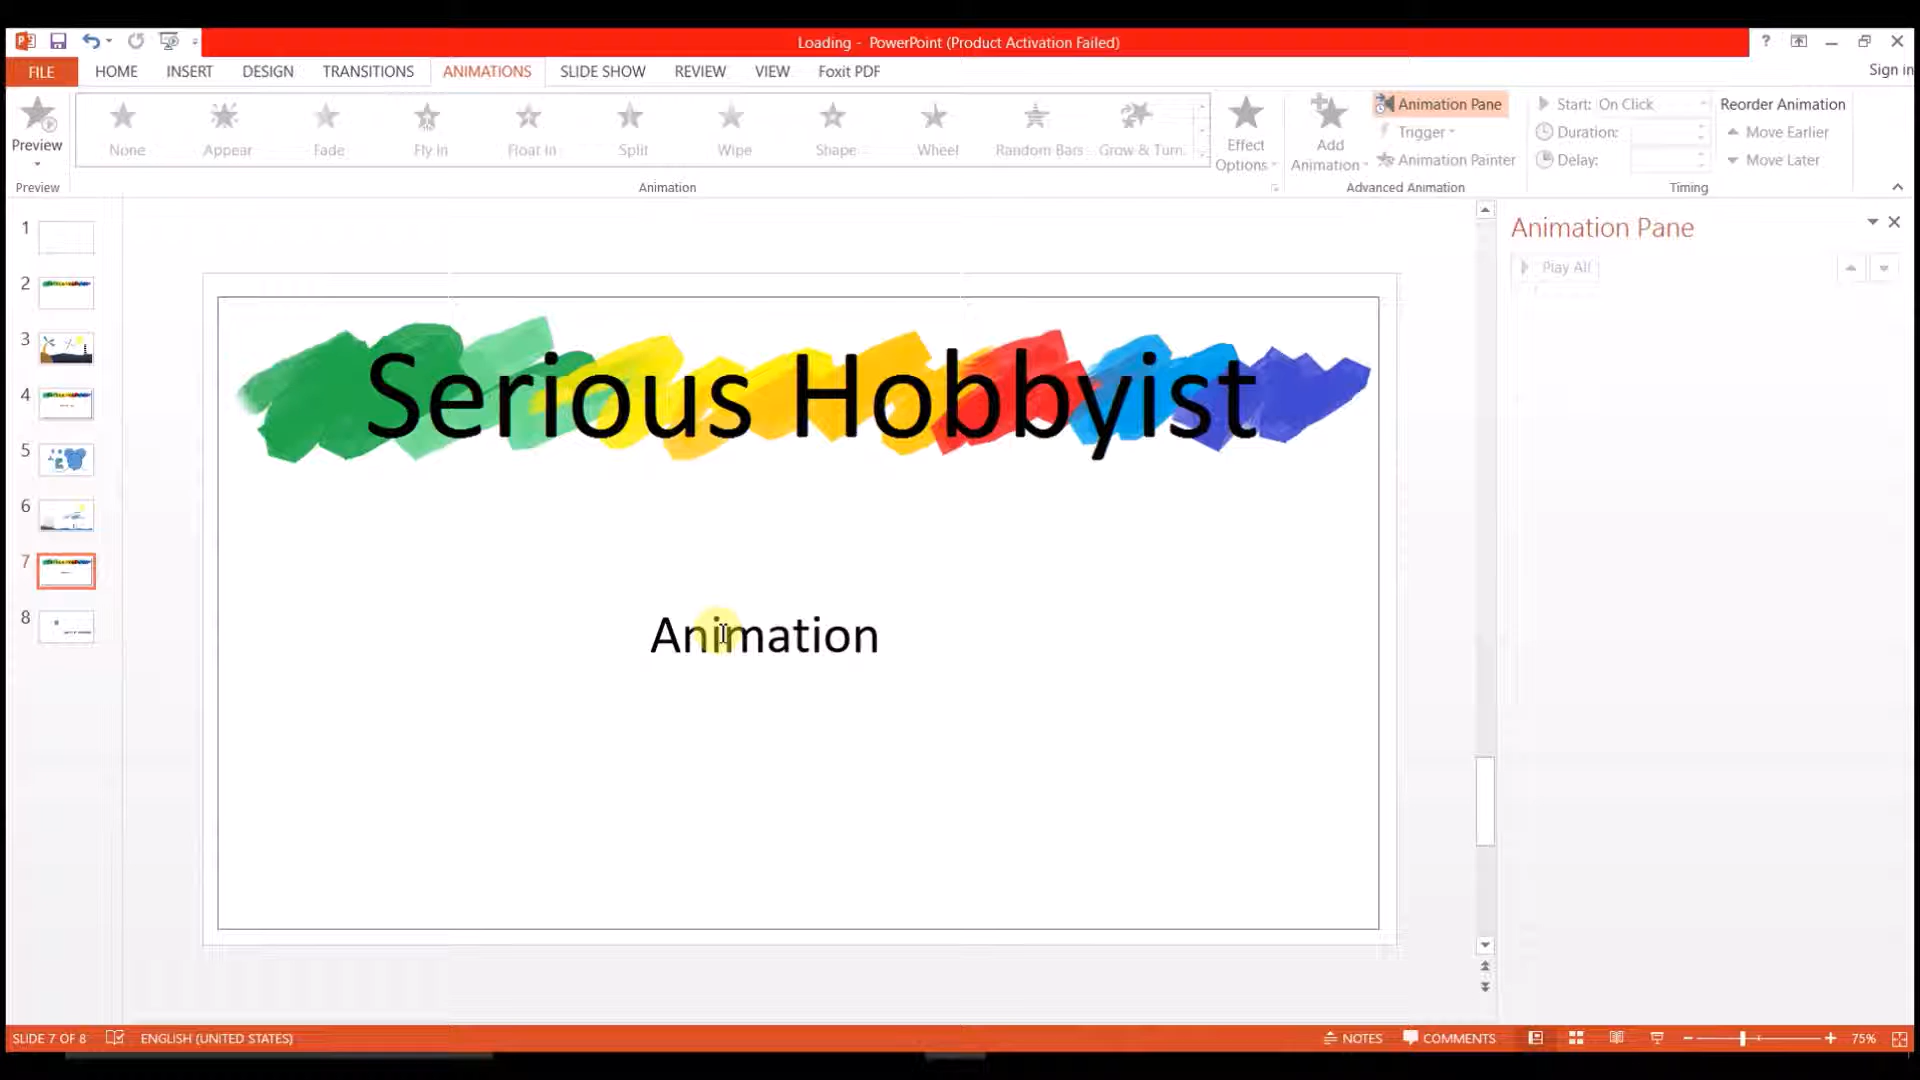 Loading - PowerPoint (Product Activation Failed)
?
FILE HOME INSERT DESIGN TRANSITIONS ANIMATIONS SLIDE SHOW REVIEW VIEW Foxit PDF Sign in
Preview
None Appear Fade Fly In Float In Split Wipe Shape Wheel Random Bars Grow & Turn
Effect Options
Add Animation
Animation Pane
Trigger
Animation Painter
Start: On Click
Duration:
Delay:
Reorder Animation
Move Earlier
Move Later
Preview Animation Advanced Animation Timing
1
2
3
4
5
6
7
8
Serious Hobbyist
Animation
Animation Pane
Play All
SLIDE 7 OF 8 ENGLISH (UNITED STATES) NOTES COMMENTS 75%